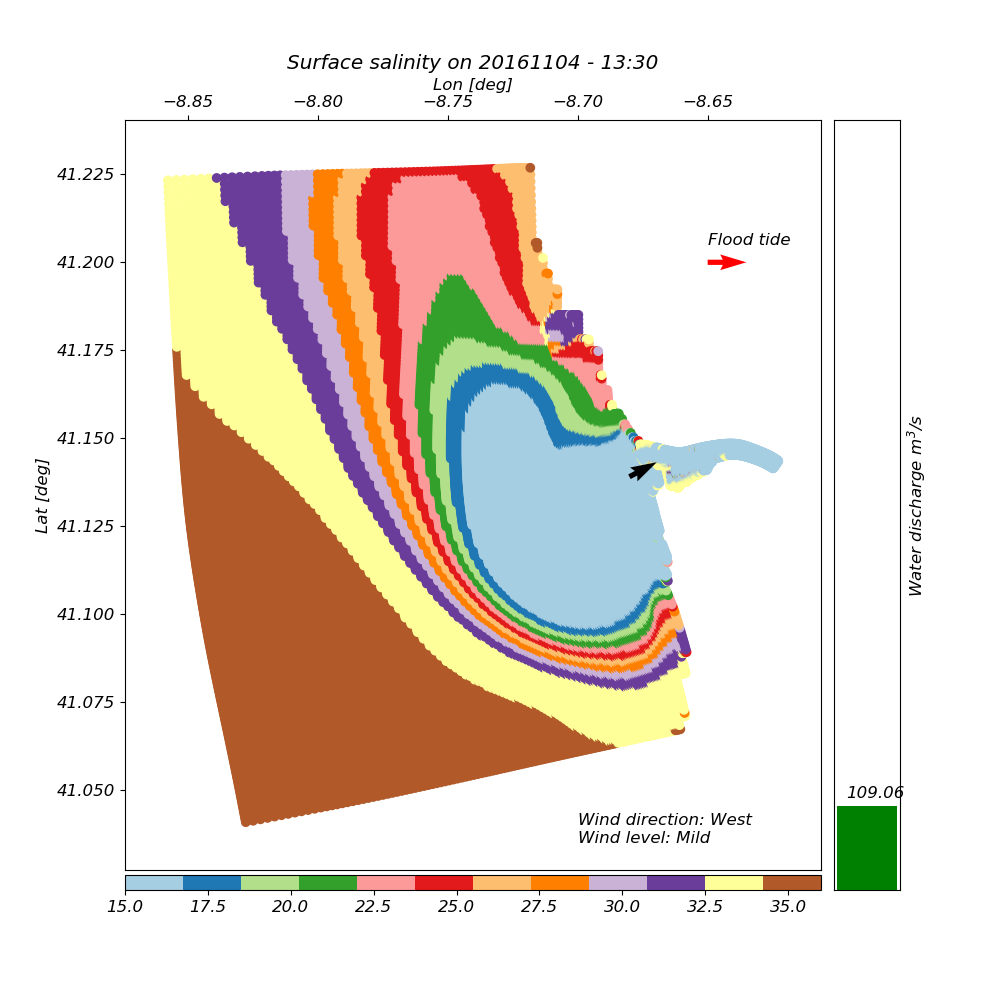 Surface salinity on 20161104 - 13:30
Lon [deg]
−8.85 −8.80 −8.75 −8.70 −8.65
41.225
41.200
41.175
41.150
41.125
41.100
41.075
41.050
Lat [deg]
Flood tide
Wind direction: West
Wind level: Mild
Water discharge m³/s
109.06
15.0 17.5 20.0 22.5 25.0 27.5 30.0 32.5 35.0